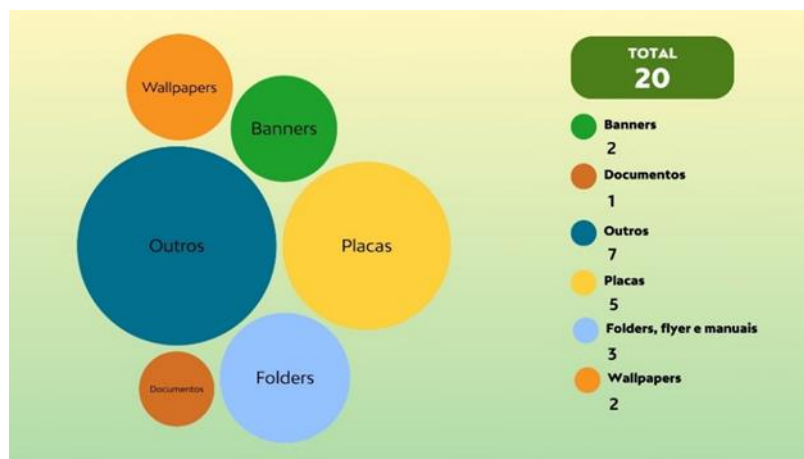 Wallpapers
Banners
Outros
Placas
Documentos
Folders
TOTAL
20
Banners
2
Documentos
1
Outros
7
Placas
5
Folders, flyer e manuais
3
Wallpapers
2